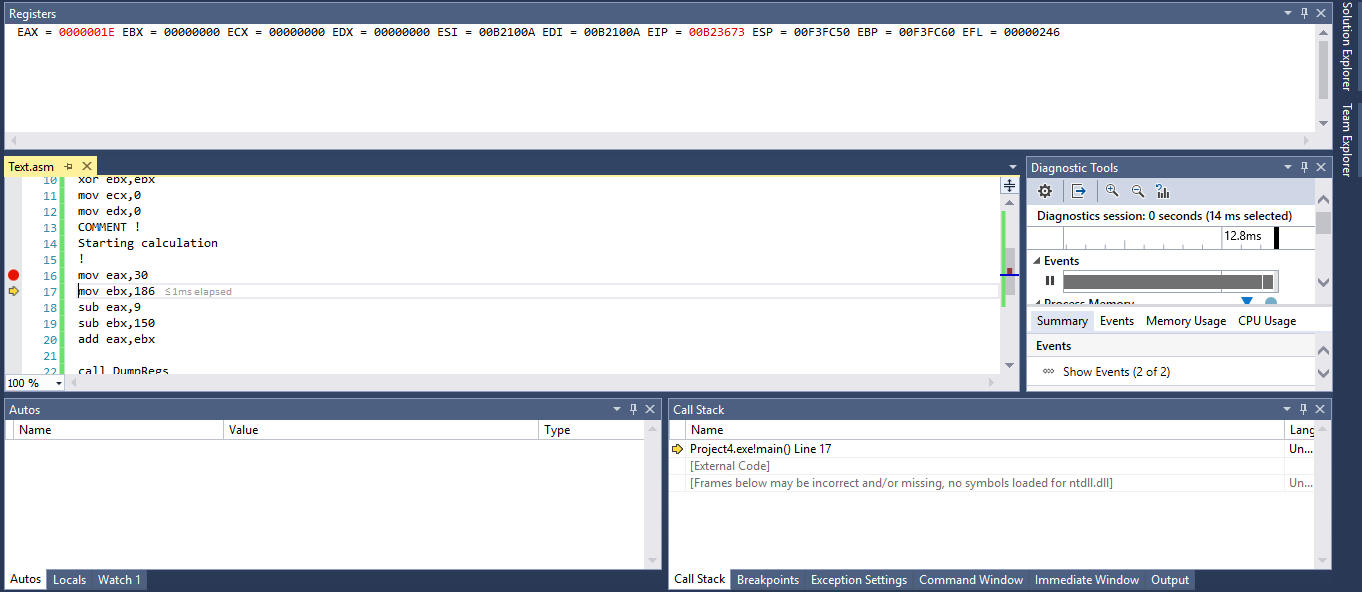 Registers
EAX = 0000001E EBX = 00000000 ECX = 00000000 EDX = 00000000 ESI = 00B2100A EDI = 00B2100A EIP = 00B23673 ESP = 00F3FC50 EBP = 00F3FC60 EFL = 00000246
Solution Explorer
Team Explorer
Text.asm
10 xor ebx,ebx
11 mov ecx,0
12 mov edx,0
13 COMMENT !
14 Starting calculation
15 !
16 mov eax,30
17 mov ebx,186 ≤1ms elapsed
18 sub eax,9
19 sub ebx,150
20 add eax,ebx
21
22 call DumpRegs
100 %
Diagnostic Tools
Diagnostics session: 0 seconds (14 ms selected)
12.8ms
Events
Process Memory
Summary Events Memory Usage CPU Usage
Events
Show Events (2 of 2)
Autos
Name Value Type
Autos Locals Watch 1
Call Stack
Name Lang
Project4.exe!main() Line 17 Un...
[External Code]
[Frames below may be incorrect and/or missing, no symbols loaded for ntdll.dll] Un...
Call Stack Breakpoints Exception Settings Command Window Immediate Window Output